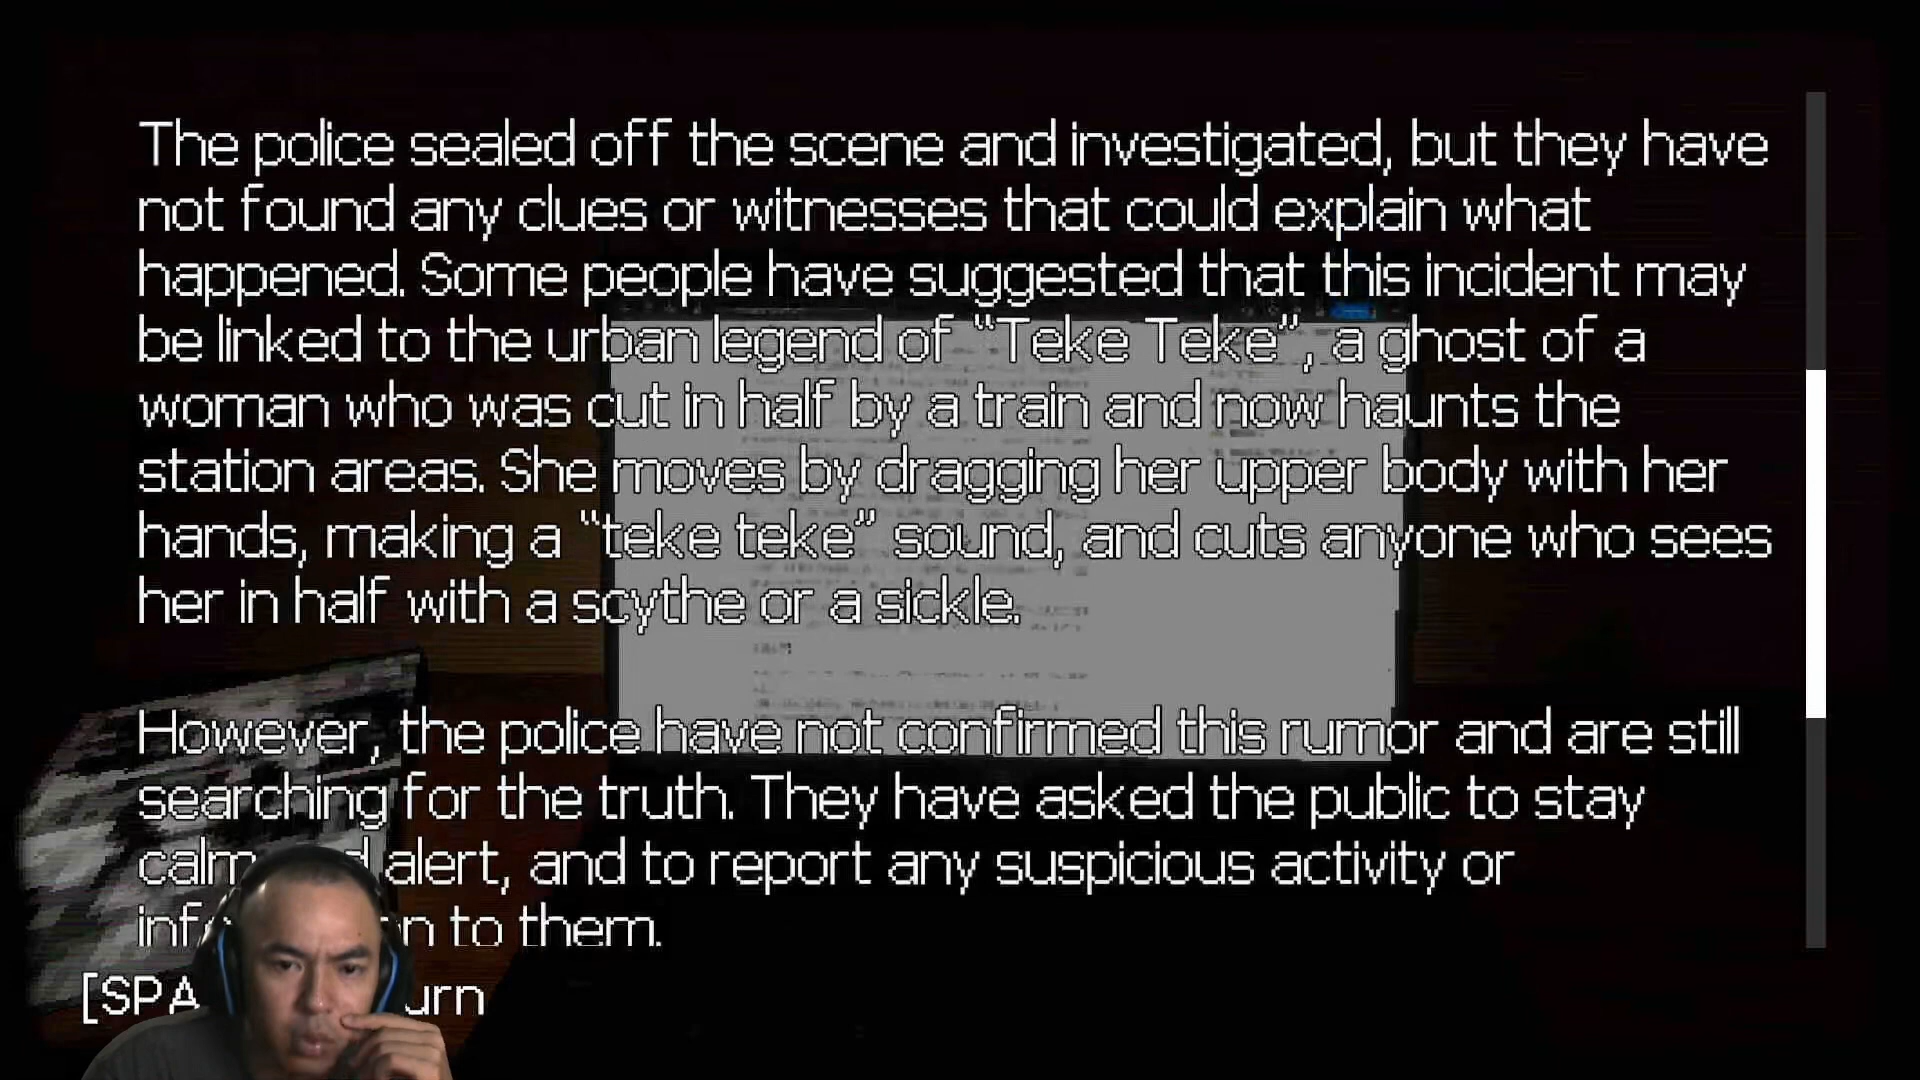 The police sealed off the scene and investigated, but they have
not found any clues or witnesses that could explain what
happened. Some people have suggested that this incident may
be linked to the urban legend of “Teke Teke”, a ghost of a
woman who was cut in half by a train and now haunts the
station areas. She moves by dragging her upper body with her
hands, making a “teke teke” sound, and cuts anyone who sees
her in half with a scythe or a sickle.
However, the police have not confirmed this rumor and are still
searching for the truth. They have asked the public to stay
alert, and to report any suspicious activity or
to them.